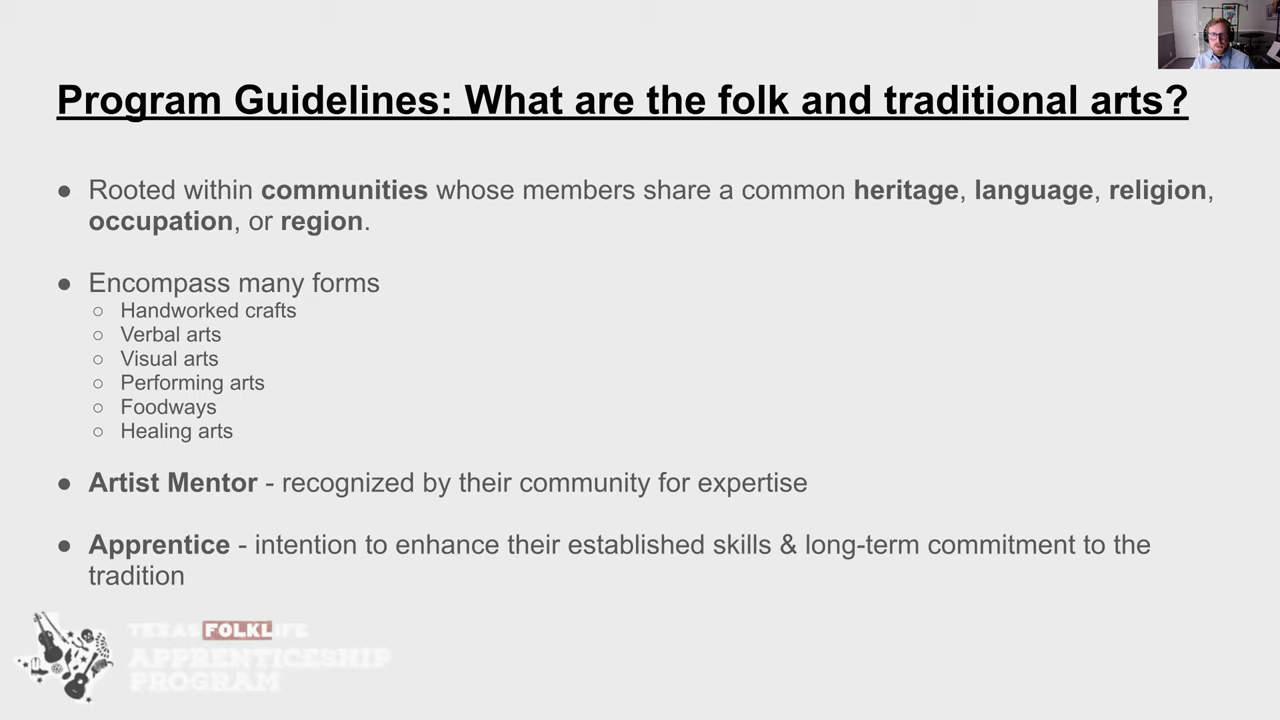 Program Guidelines: What are the folk and traditional arts?
● Rooted within communities whose members share a common heritage, language, religion,
occupation, or region.
● Encompass many forms
○ Handworked crafts
○ Verbal arts
○ Visual arts
○ Performing arts
○ Foodways
○ Healing arts
● Artist Mentor - recognized by their community for expertise
● Apprentice - intention to enhance their established skills & long-term commitment to the
tradition
TEXAS FOLKLIFE
APPRENTICESHIP
PROGRAM